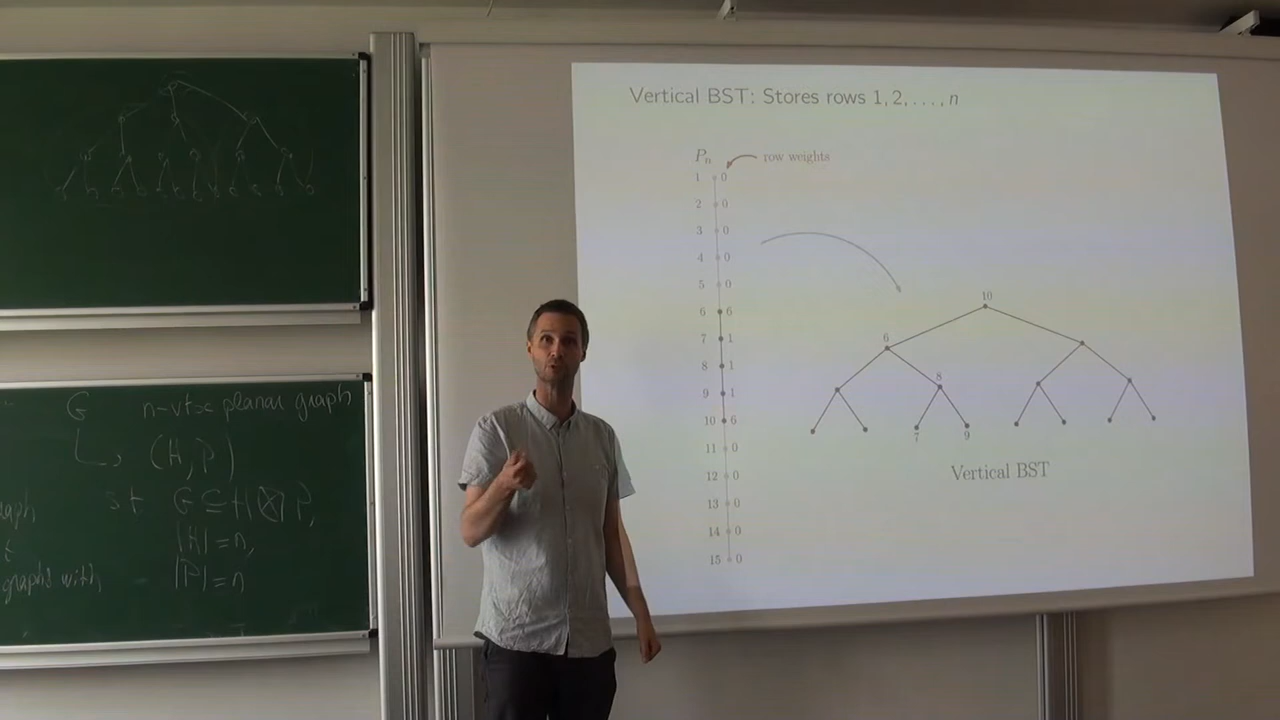 G n-vtx planar graph
(H, P)
st G ⊆ H ⊠ P,
|H| = n,
|P| = n
graphs with
Vertical BST: Stores rows 1, 2, . . . , n
Pn
row weights
1 0
2 0
3 0
4 0
5 0
6 6
7 1
8 1
9 1
10 6
11 0
12 0
13 0
14 0
15 0
10
6
8
7 9
Vertical BST